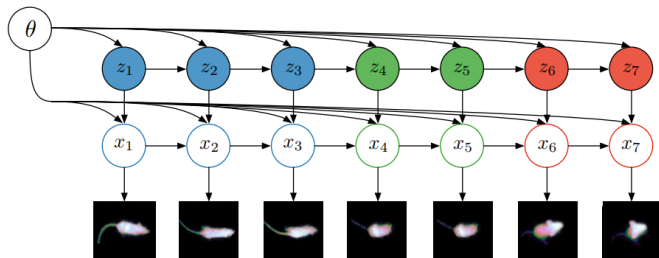 θ
z₁ z₂ z₃ z₄ z₅ z₆ z₇
x₁ x₂ x₃ x₄ x₅ x₆ x₇